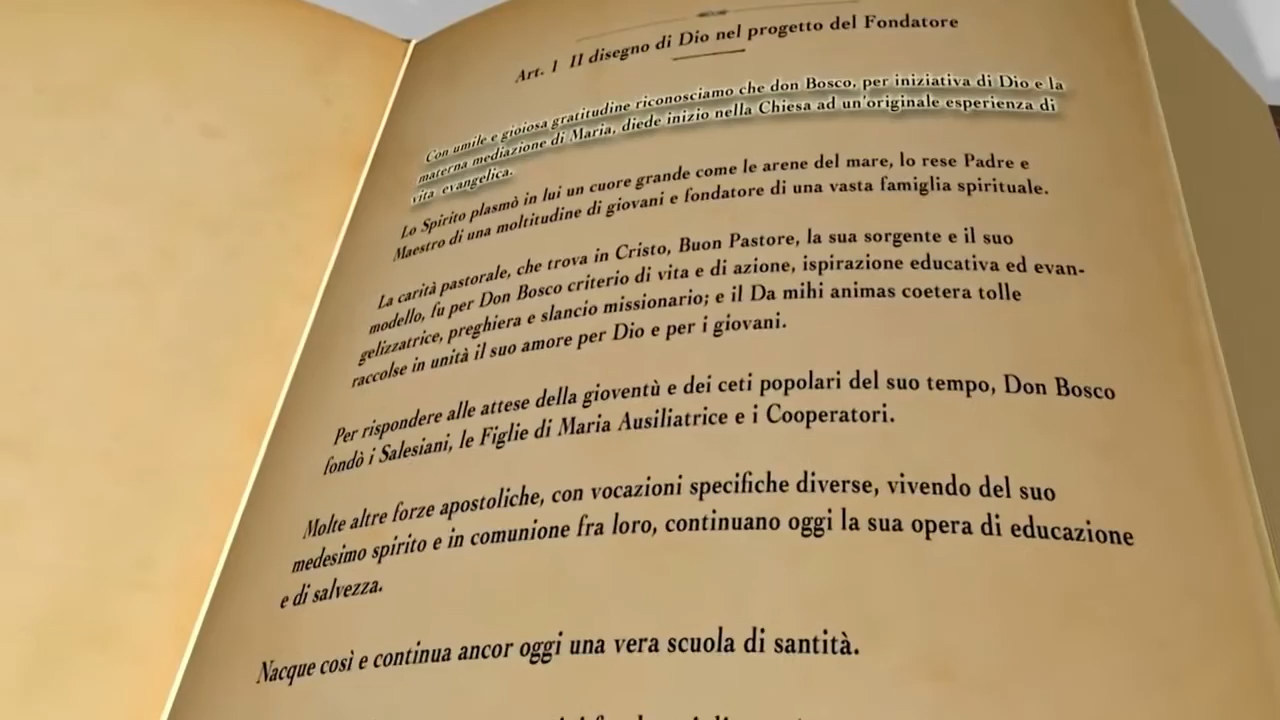 Art. 1 Il disegno di Dio nel progetto del Fondatore
Con umile e gioiosa gratitudine riconosciamo che don Bosco, per iniziativa di Dio e la
materna mediazione di Maria, diede inizio nella Chiesa ad un'originale esperienza di
vita evangelica.
Lo Spirito plasmò in lui un cuore grande come le arene del mare, lo rese Padre e
Maestro di una moltitudine di giovani e fondatore di una vasta famiglia spirituale.
La carità pastorale, che trova in Cristo, Buon Pastore, la sua sorgente e il suo
modello, fu per Don Bosco criterio di vita e di azione, ispirazione educativa ed evan-
gelizzatrice, preghiera e slancio missionario; e il Da mihi animas coetera tolle
raccolse in unità il suo amore per Dio e per i giovani.
Per rispondere alle attese della gioventù e dei ceti popolari del suo tempo, Don Bosco
fondò i Salesiani, le Figlie di Maria Ausiliatrice e i Cooperatori.
Molte altre forze apostoliche, con vocazioni specifiche diverse, vivendo del suo
medesimo spirito e in comunione fra loro, continuano oggi la sua opera di educazione
e di salvezza.
Nacque così e continua ancor oggi una vera scuola di santità.